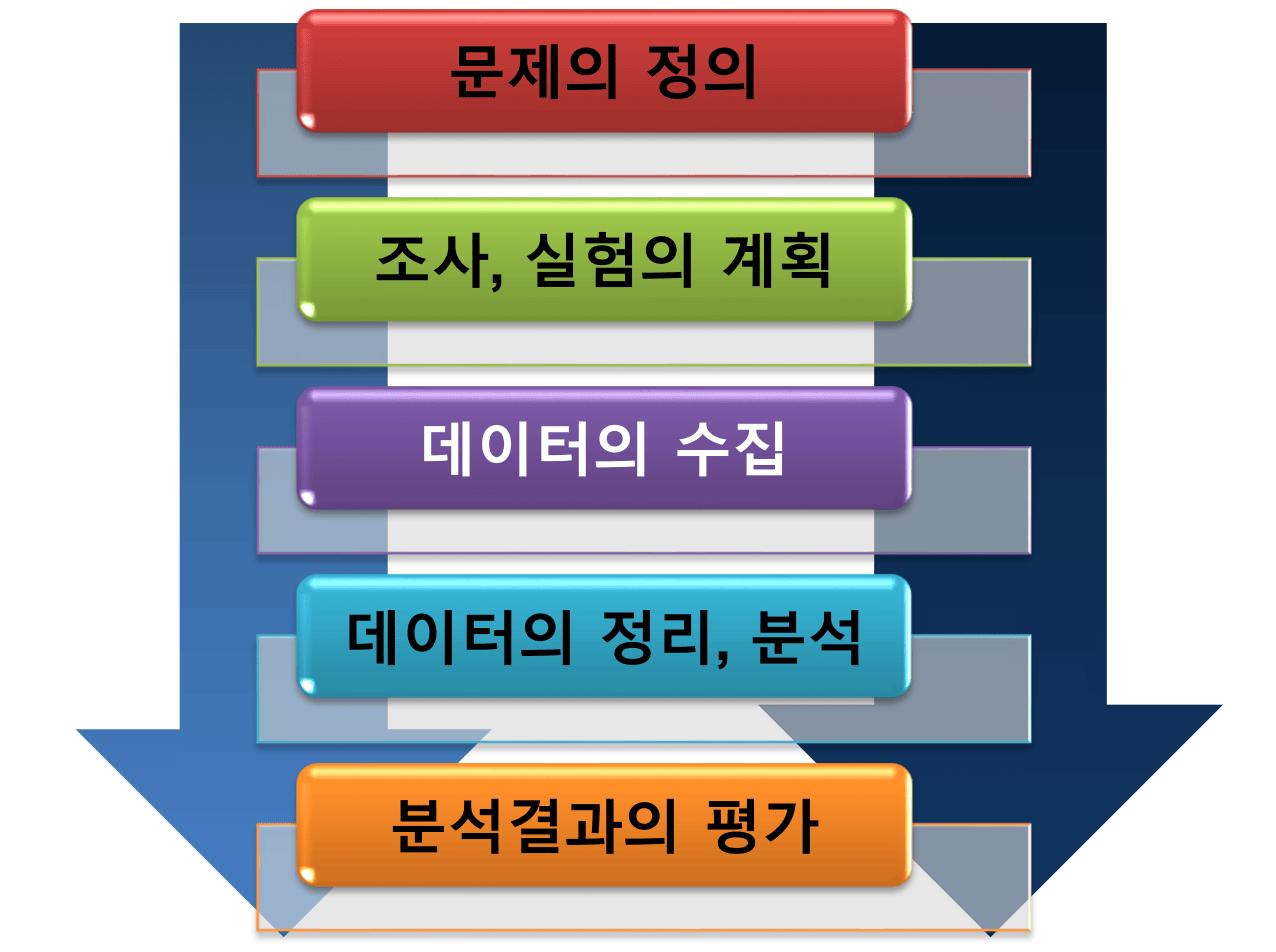 문제의 정의
조사, 실험의 계획
데이터의 수집
데이터의 정리, 분석
분석결과의 평가